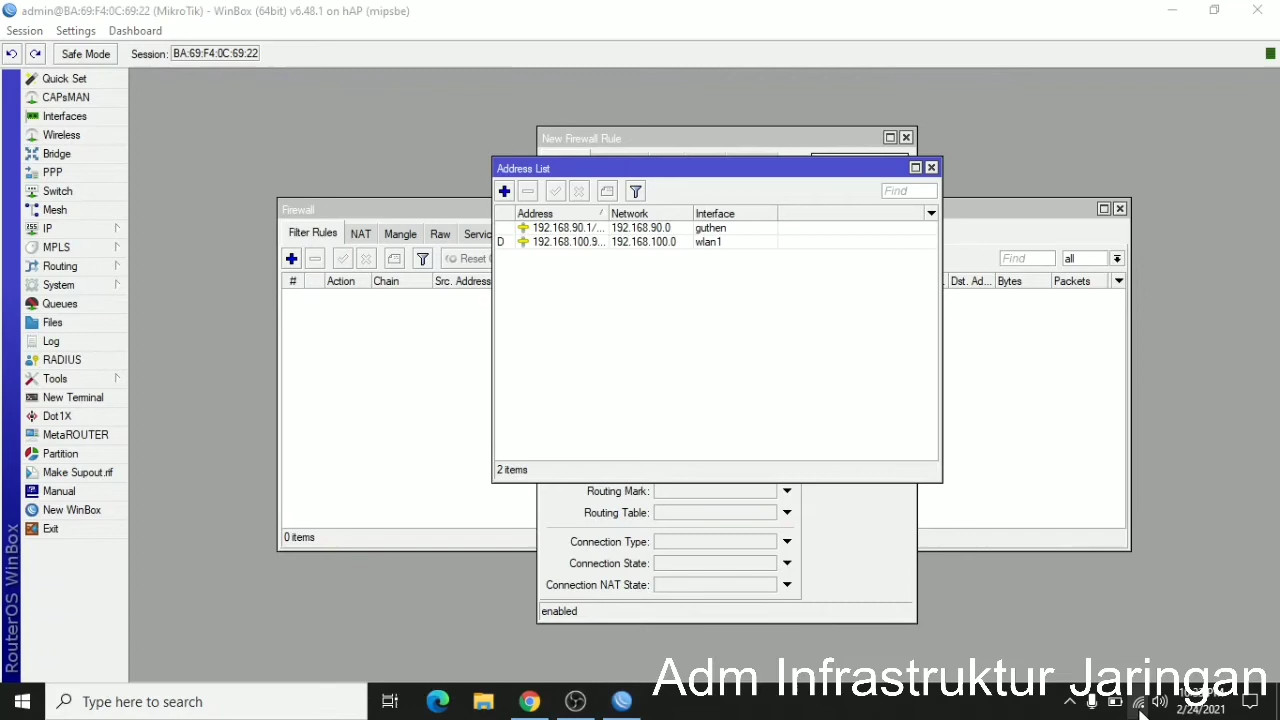 admin@BA:69:F4:0C:69:22 (MikroTik) - WinBox (64bit) v6.48.1 on hAP (mipsbe)
Session Settings Dashboard
Safe Mode Session: BA:69:F4:0C:69:22
Quick Set
CAPsMAN
Interfaces
Wireless
Bridge
PPP
Switch
Mesh
IP
MPLS
Routing
System
Queues
Files
Log
RADIUS
Tools
New Terminal
Dot1X
MetaROUTER
Partition
Make Supout.rif
Manual
New WinBox
Exit
RouterOS WinBox
New Firewall Rule
Address List
Find
Address / Network Interface
192.168.90.1/... 192.168.90.0 guthen
D 192.168.100.9... 192.168.100.0 wlan1
2 items
Firewall
Filter Rules NAT Mangle Raw Servic
Reset Find all
# Action Chain Src. Address Dst. Ad... Bytes Packets
0 items
Routing Mark:
Routing Table:
Connection Type:
Connection State:
Connection NAT State:
enabled
Adm Infrastruktur Jaringan
Type here to search
2/24/2021